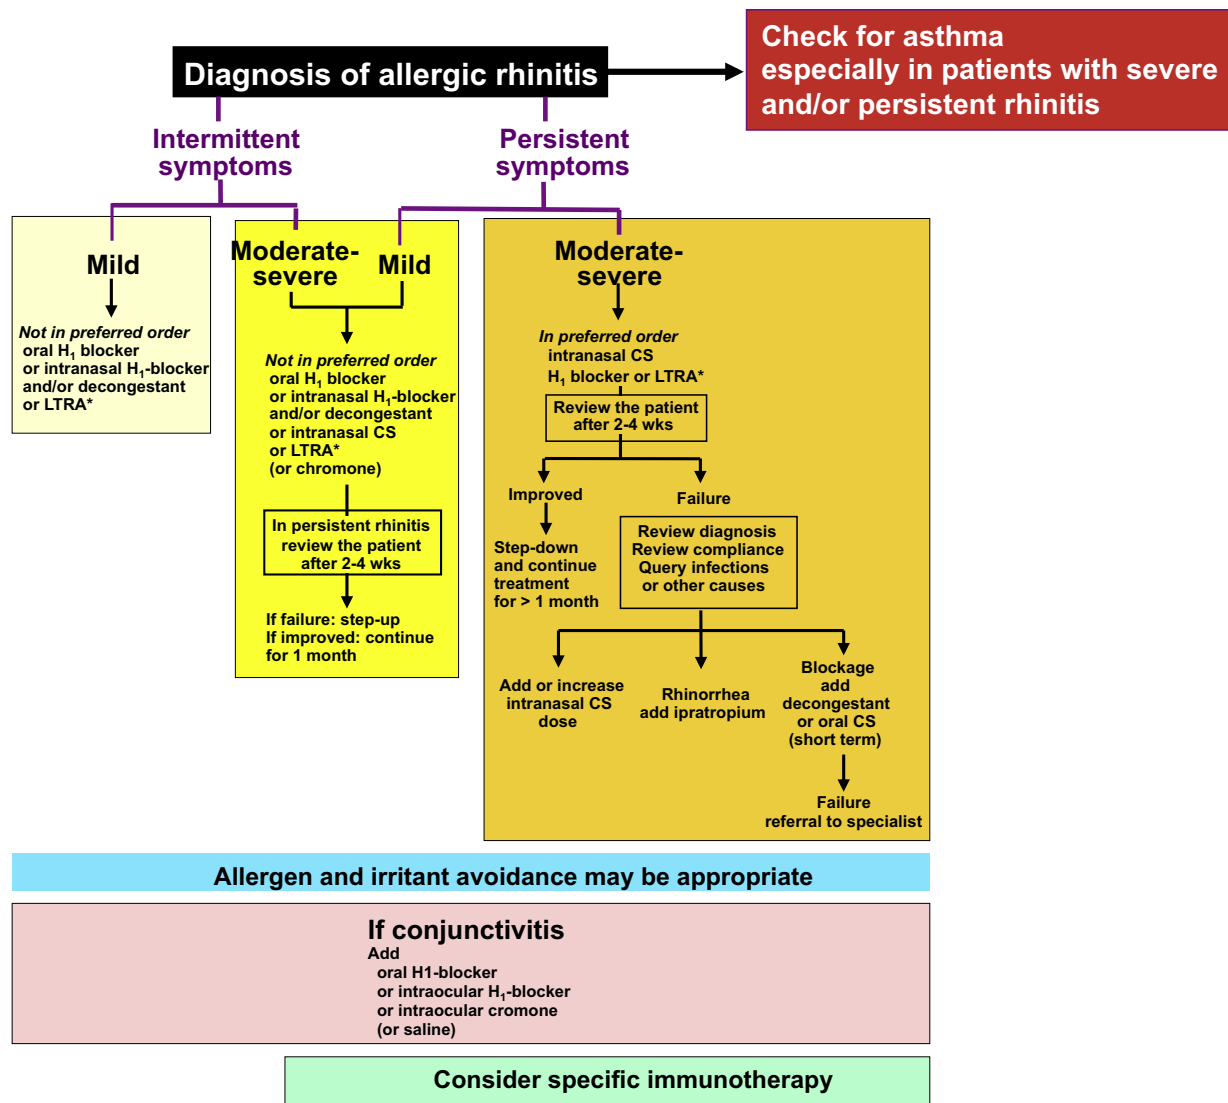 Diagnosis of allergic rhinitis
Check for asthma
especially in patients with severe
and/or persistent rhinitis
Intermittent
symptoms
Persistent
symptoms
Mild
Not in preferred order
oral H₁ blocker
or intranasal H₁-blocker
and/or decongestant
or LTRA*
Moderate-
severe
Mild
Not in preferred order
oral H₁ blocker
or intranasal H₁-blocker
and/or decongestant
or intranasal CS
or LTRA*
(or chromone)
In persistent rhinitis
review the patient
after 2-4 wks
If failure: step-up
If improved: continue
for 1 month
Moderate-
severe
In preferred order
intranasal CS
H₁ blocker or LTRA*
Review the patient
after 2-4 wks
Improved
Step-down
and continue
treatment
for > 1 month
Failure
Review diagnosis
Review compliance
Query infections
or other causes
Add or increase
intranasal CS
dose
Rhinorrhea
add ipratropium
Blockage
add
decongestant
or oral CS
(short term)
Failure
referral to specialist
Allergen and irritant avoidance may be appropriate
If conjunctivitis
Add
oral H1-blocker
or intraocular H₁-blocker
or intraocular cromone
(or saline)
Consider specific immunotherapy